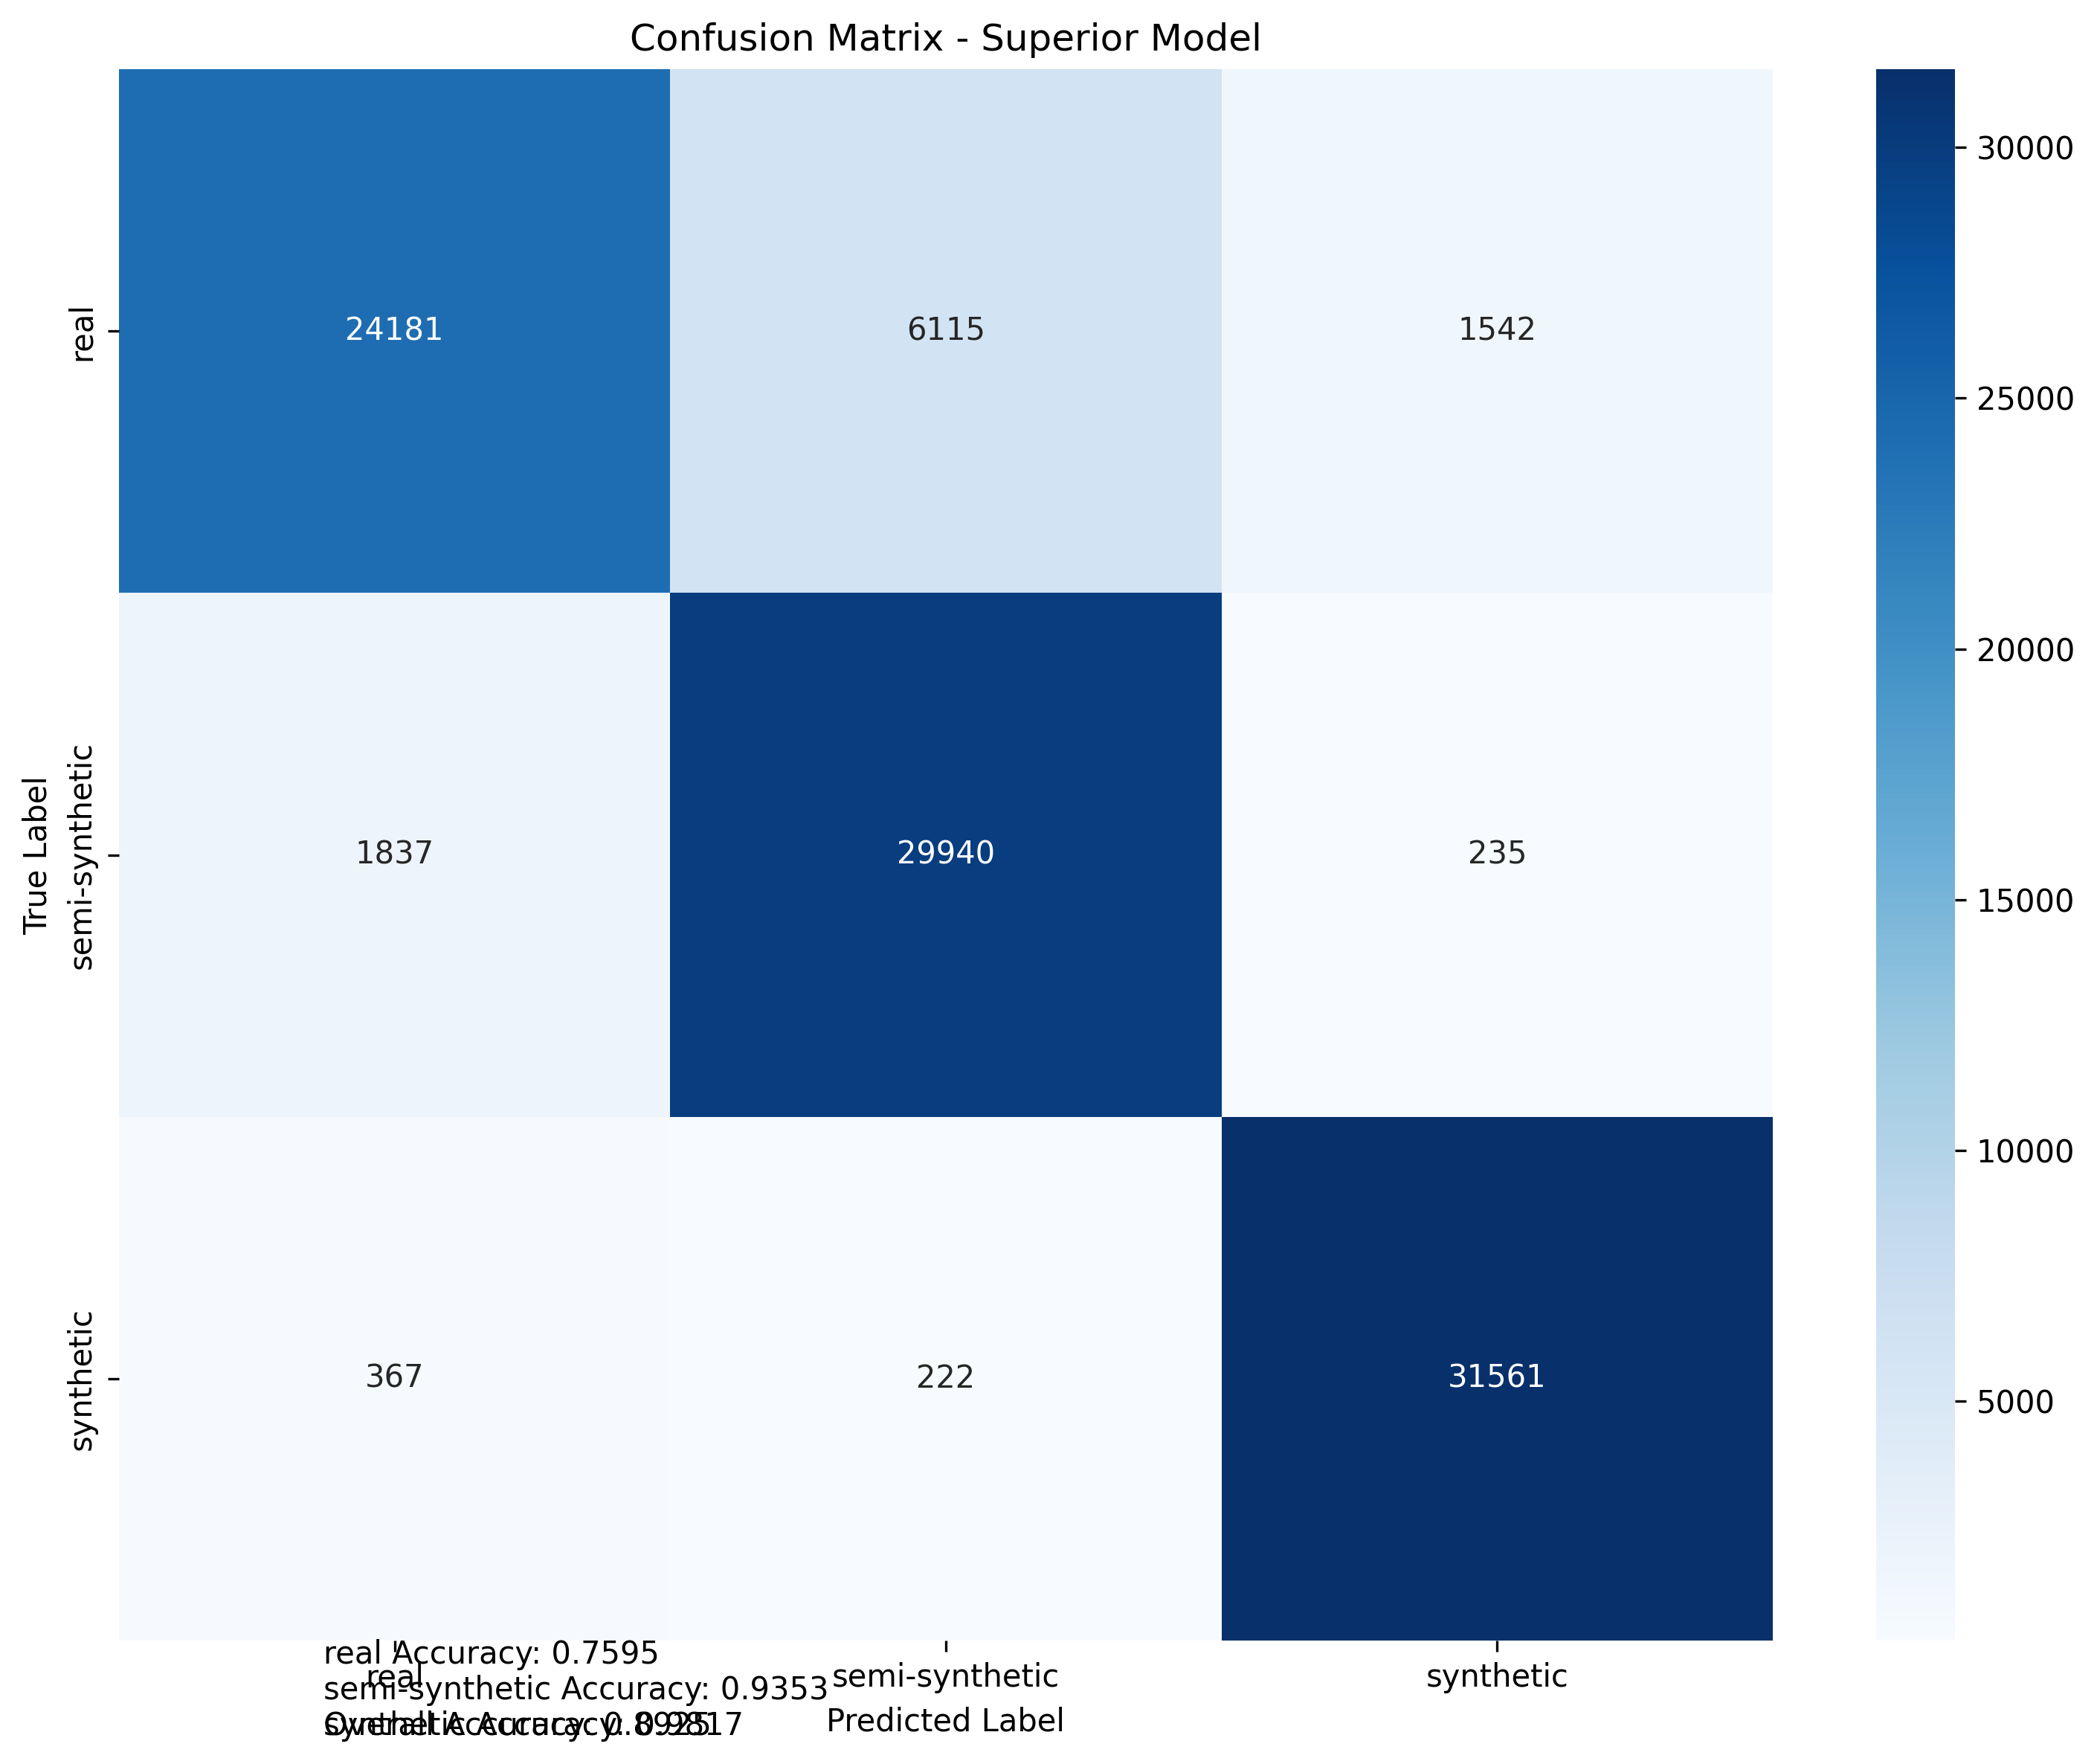 Confusion Matrix - Superior Model
24181 6115 1542
1837 29940 235
367 222 31561
real
semi-synthetic
synthetic
True Label
30000
25000
20000
15000
10000
5000
real Accuracy: 0.7595
real semi-synthetic synthetic
semi-synthetic Accuracy: 0.9353
synthetic Accuracy: 0.9817
Overall Accuracy: 0.8925
Predicted Label